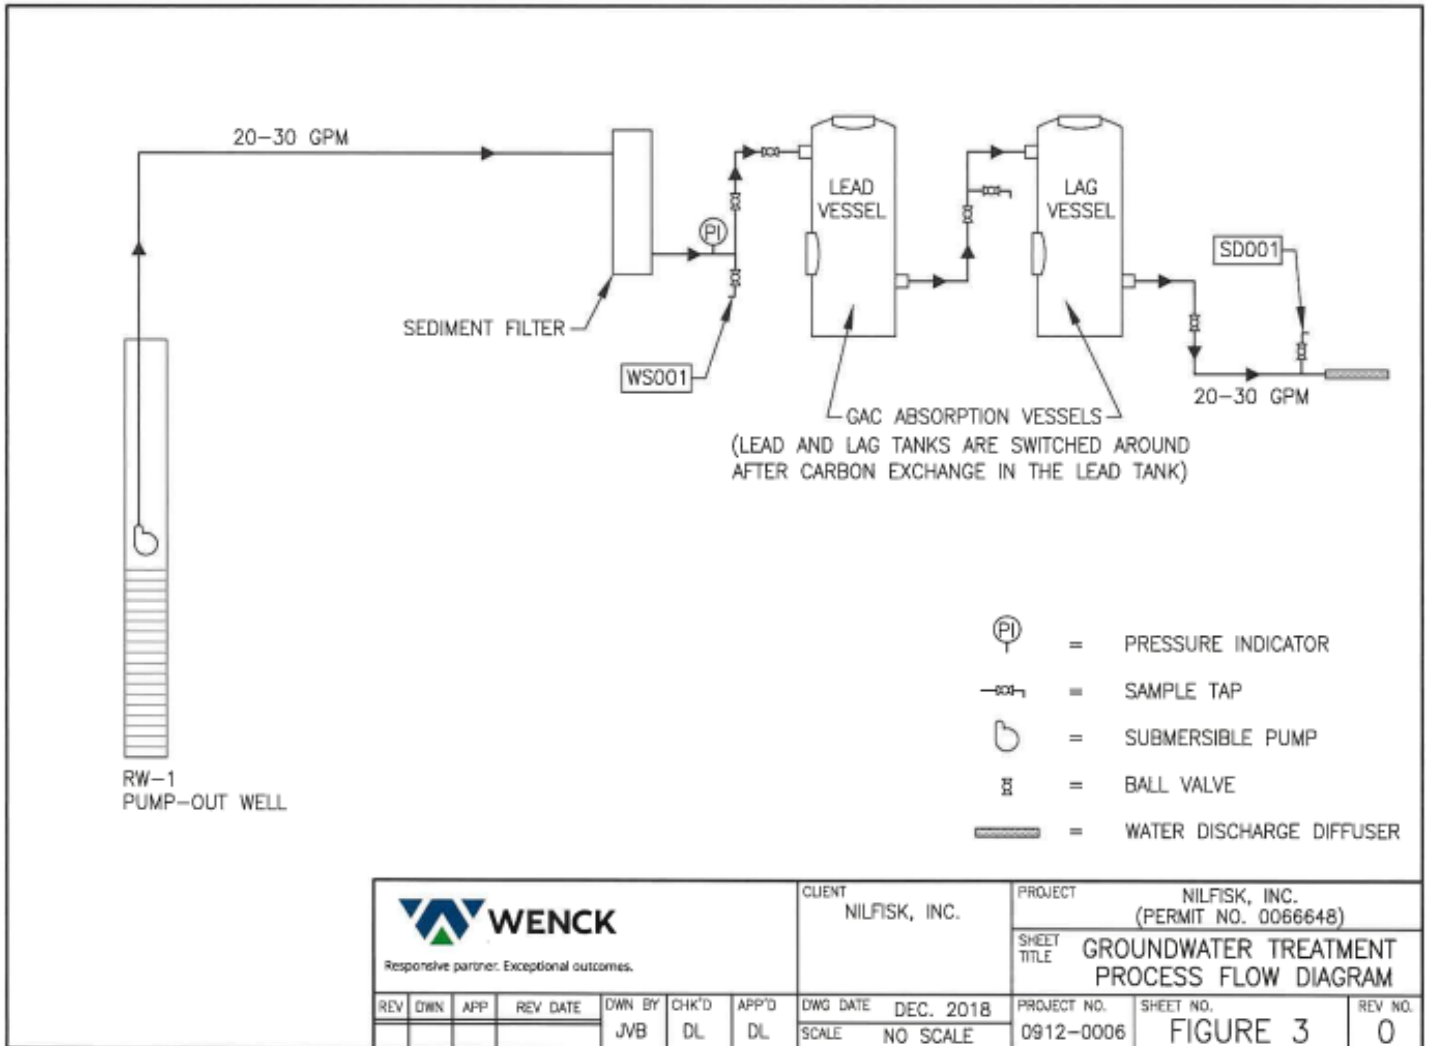 20-30 GPM
LEAD
VESSEL
LAG
VESSEL
PI
SD001
SEDIMENT FILTER
WS001
20-30 GPM
GAC ABSORPTION VESSELS
(LEAD AND LAG TANKS ARE SWITCHED AROUND
AFTER CARBON EXCHANGE IN THE LEAD TANK)
RW-1
PUMP-OUT WELL
PI = PRESSURE INDICATOR
= SAMPLE TAP
= SUBMERSIBLE PUMP
= BALL VALVE
= WATER DISCHARGE DIFFUSER
WENCK
Responsive partner. Exceptional outcomes.
CLIENT
NILFISK, INC.
PROJECT
NILFISK, INC.
(PERMIT NO. 0066648)
SHEET
TITLE
GROUNDWATER TREATMENT
PROCESS FLOW DIAGRAM
REV DWN APP REV DATE
DWN BY
JVB
CHK'D
DL
APP'D
DL
DWG DATE DEC. 2018
SCALE NO SCALE
PROJECT NO.
0912-0006
SHEET NO.
FIGURE 3
REV NO.
0